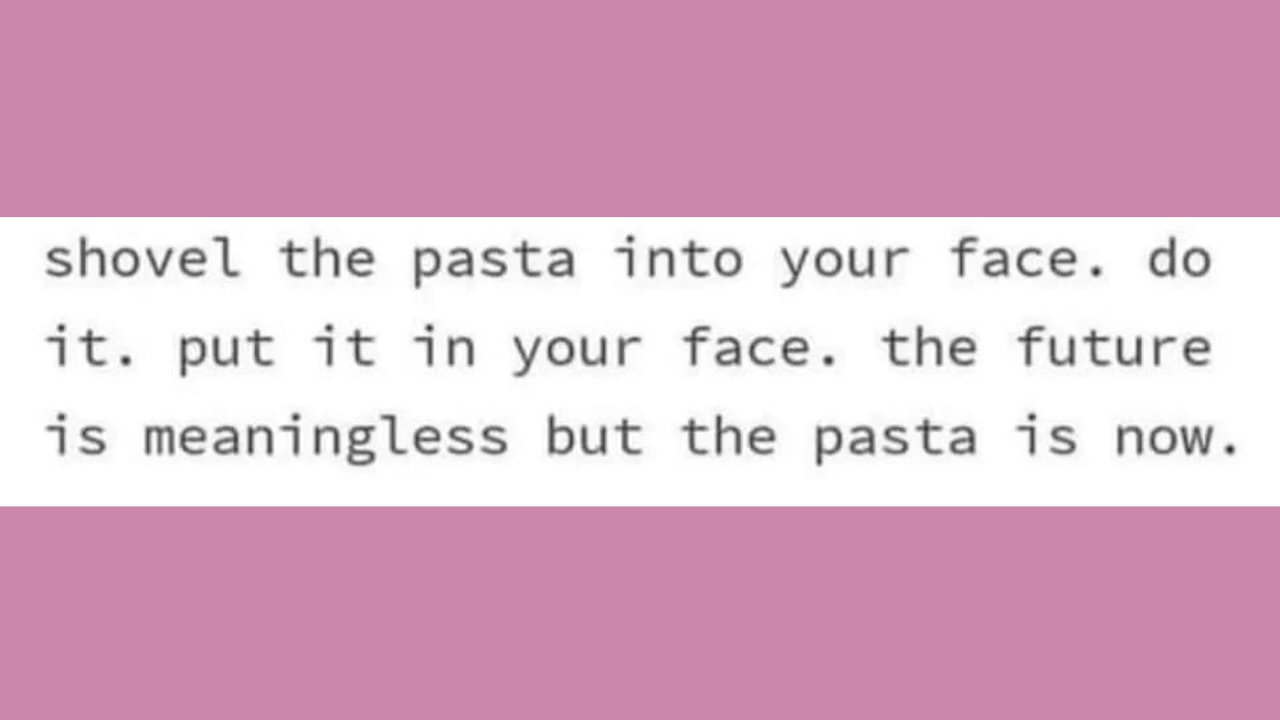 shovel the pasta into your face. do
it. put it in your face. the future
is meaningless but the pasta is now.